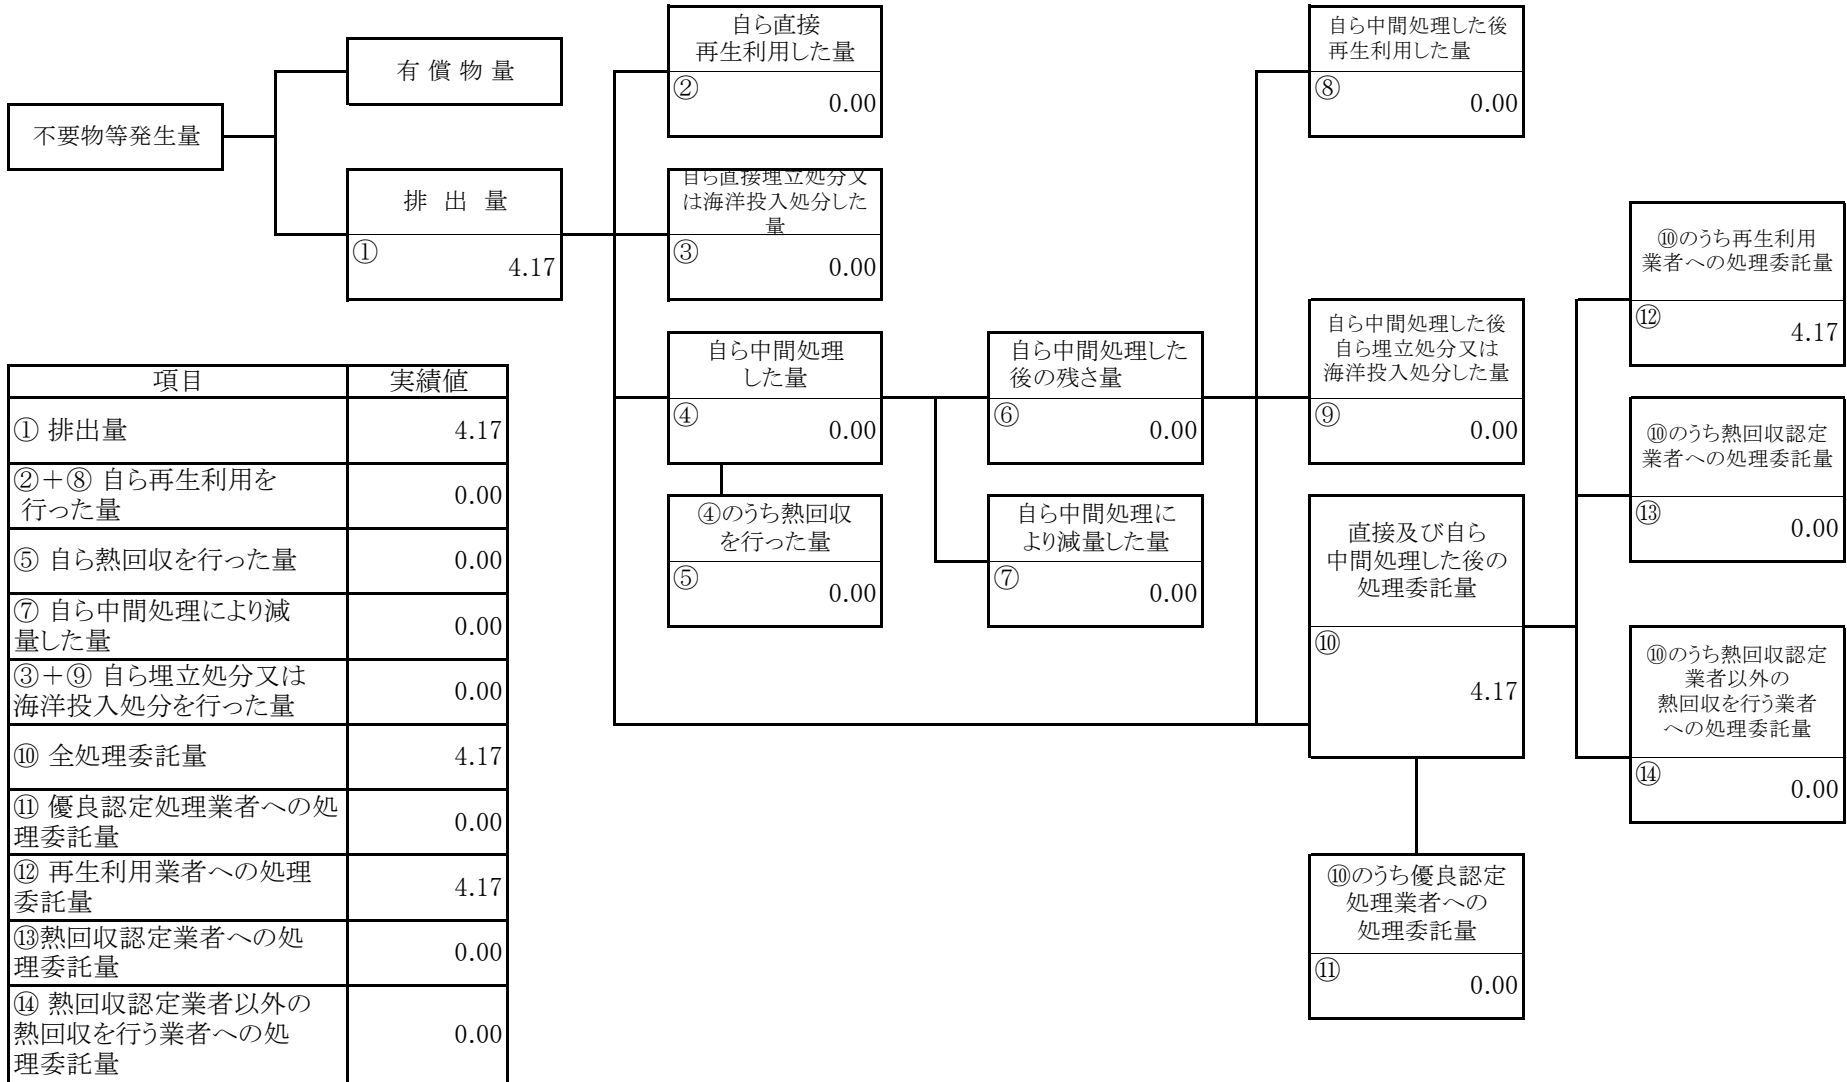 不要物等発生量
有 償 物 量
排 出 量
①
4.17
自ら直接
再生利用した量
②
0.00
自ら直接埋立処分又
は海洋投入処分した
量
③
0.00
自ら中間処理
した量
④
0.00
④のうち熱回収
を行った量
⑤
0.00
自ら中間処理した
後の残さ量
⑥
0.00
自ら中間処理に
より減量した量
⑦
0.00
自ら中間処理した後
再生利用した量
⑧
0.00
自ら中間処理した後
自ら埋立処分又は
海洋投入処分した量
⑨
0.00
直接及び自ら
中間処理した後の
処理委託量
⑩
4.17
⑩のうち優良認定
処理業者への
処理委託量
⑪
0.00
⑩のうち再生利用
業者への処理委託量
⑫
4.17
⑩のうち熱回収認定
業者への処理委託量
⑬
0.00
⑩のうち熱回収認定
業者以外の
熱回収を行う業者
への処理委託量
⑭
0.00
項目 実績値
① 排出量 4.17
②＋⑧ 自ら再生利用を
行った量 0.00
⑤ 自ら熱回収を行った量 0.00
⑦ 自ら中間処理により減
量した量 0.00
③＋⑨ 自ら埋立処分又は
海洋投入処分を行った量 0.00
⑩ 全処理委託量 4.17
⑪ 優良認定処理業者への処
理委託量 0.00
⑫ 再生利用業者への処理
委託量 4.17
⑬熱回収認定業者への処
理委託量 0.00
⑭ 熱回収認定業者以外の
熱回収を行う業者への処
理委託量 0.00